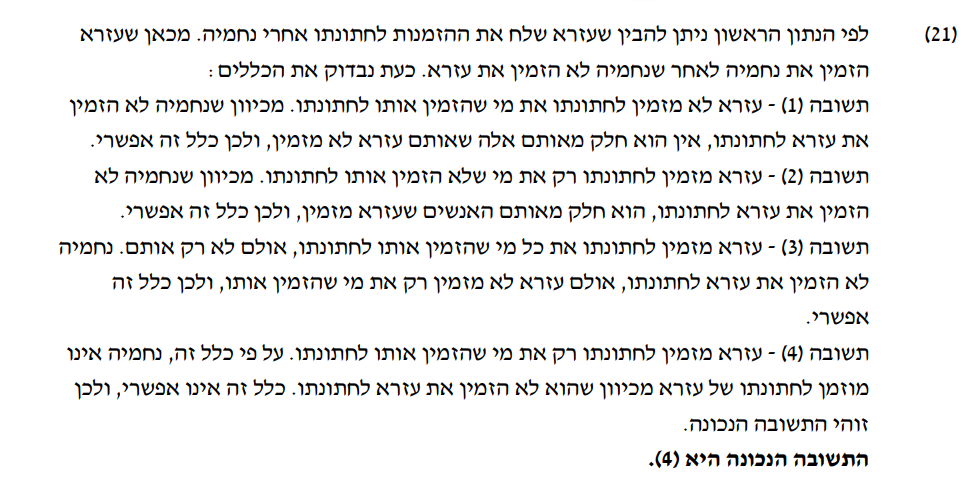 (21) לפי הנתון הראשון ניתן להבין שעזרא שלח את ההזמנות לחתונתו אחרי נחמיה. מכאן שעזרא
הזמין את נחמיה לאחר שנחמיה לא הזמין את עזרא. כעת נבדוק את הכללים:
תשובה (1) - עזרא לא מזמין לחתונתו את מי שהזמין אותו לחתונתו. מכיוון שנחמיה לא הזמין
את עזרא לחתונתו, אין הוא חלק מאותם אלה שאותם עזרא לא מזמין, ולכן כלל זה אפשרי.
תשובה (2) - עזרא מזמין לחתונתו רק את מי שלא הזמין אותו לחתונתו. מכיוון שנחמיה לא
הזמין את עזרא לחתונתו, הוא חלק מאותם האנשים שעזרא מזמין, ולכן כלל זה אפשרי.
תשובה (3) - עזרא מזמין לחתונתו את כל מי שהזמין אותו לחתונתו, אולם לא רק אותם. נחמיה
לא הזמין את עזרא לחתונתו, אולם עזרא לא מזמין רק את מי שהזמין אותו, ולכן כלל זה
אפשרי.
תשובה (4) - עזרא מזמין לחתונתו רק את מי שהזמין אותו לחתונתו. על פי כלל זה, נחמיה אינו
מוזמן לחתונתו של עזרא מכיוון שהוא לא הזמין את עזרא לחתונתו. כלל זה אינו אפשרי, ולכן
זוהי התשובה הנכונה.
התשובה הנכונה היא (4).